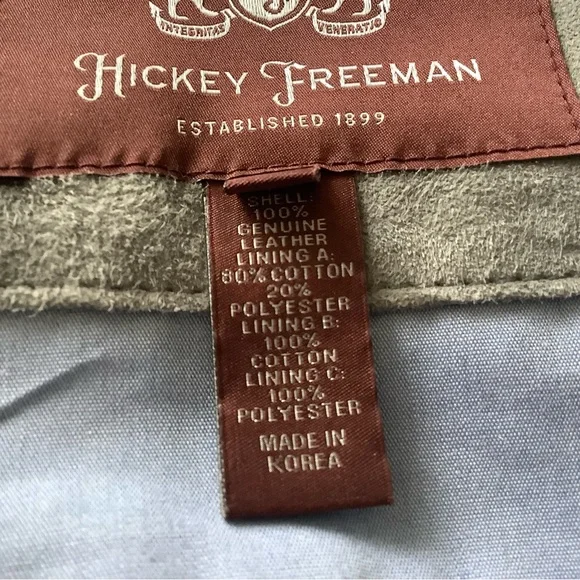 INTEGRITAS VENERATIO
HICKEY FREEMAN
ESTABLISHED 1899
SHELL:
100%
GENUINE
LEATHER
LINING A:
80% COTTON
20%
POLYESTER
LINING B:
100%
COTTON
LINING C:
100%
POLYESTER
MADE IN
KOREA